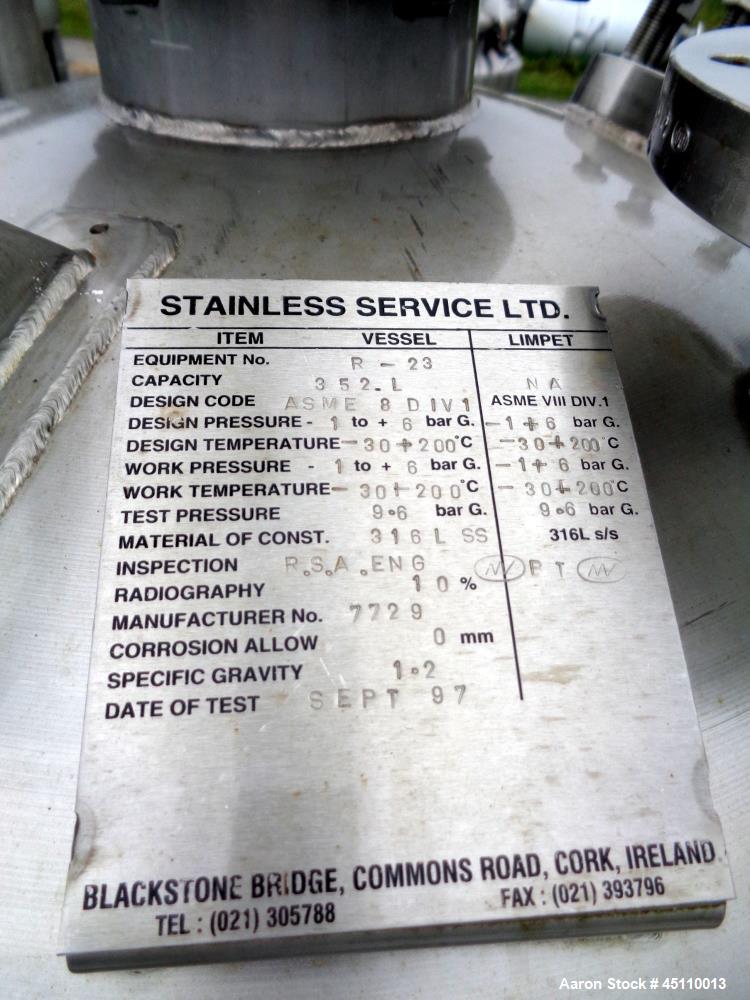 STAINLESS SERVICE LTD.
ITEM VESSEL LIMPET
EQUIPMENT No. R - 23
CAPACITY 352.L NA
DESIGN CODE ASME 8 DIV1 ASME VIII DIV.1
DESIGN PRESSURE - 1 to + 6 bar G. -1+6 bar G.
DESIGN TEMPERATURE -30+200°C -30+200°C
WORK PRESSURE - 1 to + 6 bar G. -1+6 bar G.
WORK TEMPERATURE -30+200°C -30+200°C
TEST PRESSURE 9.6 bar G. 9.6 bar G.
MATERIAL OF CONST. 316L SS 316L s/s
INSPECTION R.S.A.ENG PT
RADIOGRAPHY 10 %
MANUFACTURER No. 7729
CORROSION ALLOW 0 mm
SPECIFIC GRAVITY 1.2
DATE OF TEST SEPT 97
BLACKSTONE BRIDGE, COMMONS ROAD, CORK, IRELAND
TEL : (021) 305788 FAX : (021) 393796
Aaron Stock # 45110013